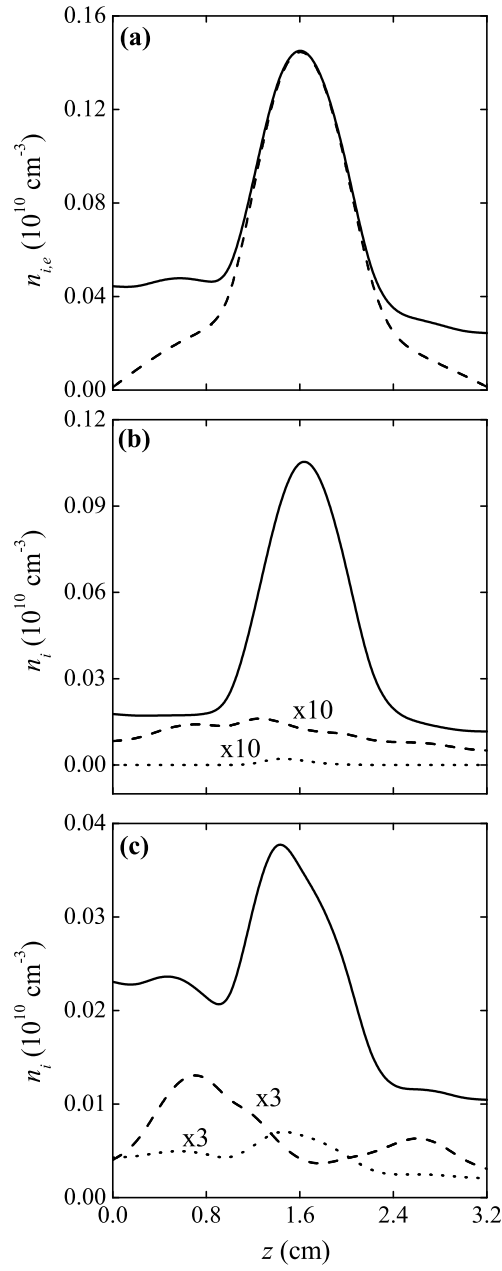 0.16
(a)
0.12
0.08
0.04
0.00
n_{i,e} (10^{10} cm^{-3})
0.12
(b)
0.09
0.06
0.03
0.00
n_i (10^{10} cm^{-3})
x10
x10
0.04
(c)
0.03
0.02
0.01
0.00
n_i (10^{10} cm^{-3})
x3
x3
0.0 0.8 1.6 2.4 3.2
z (cm)